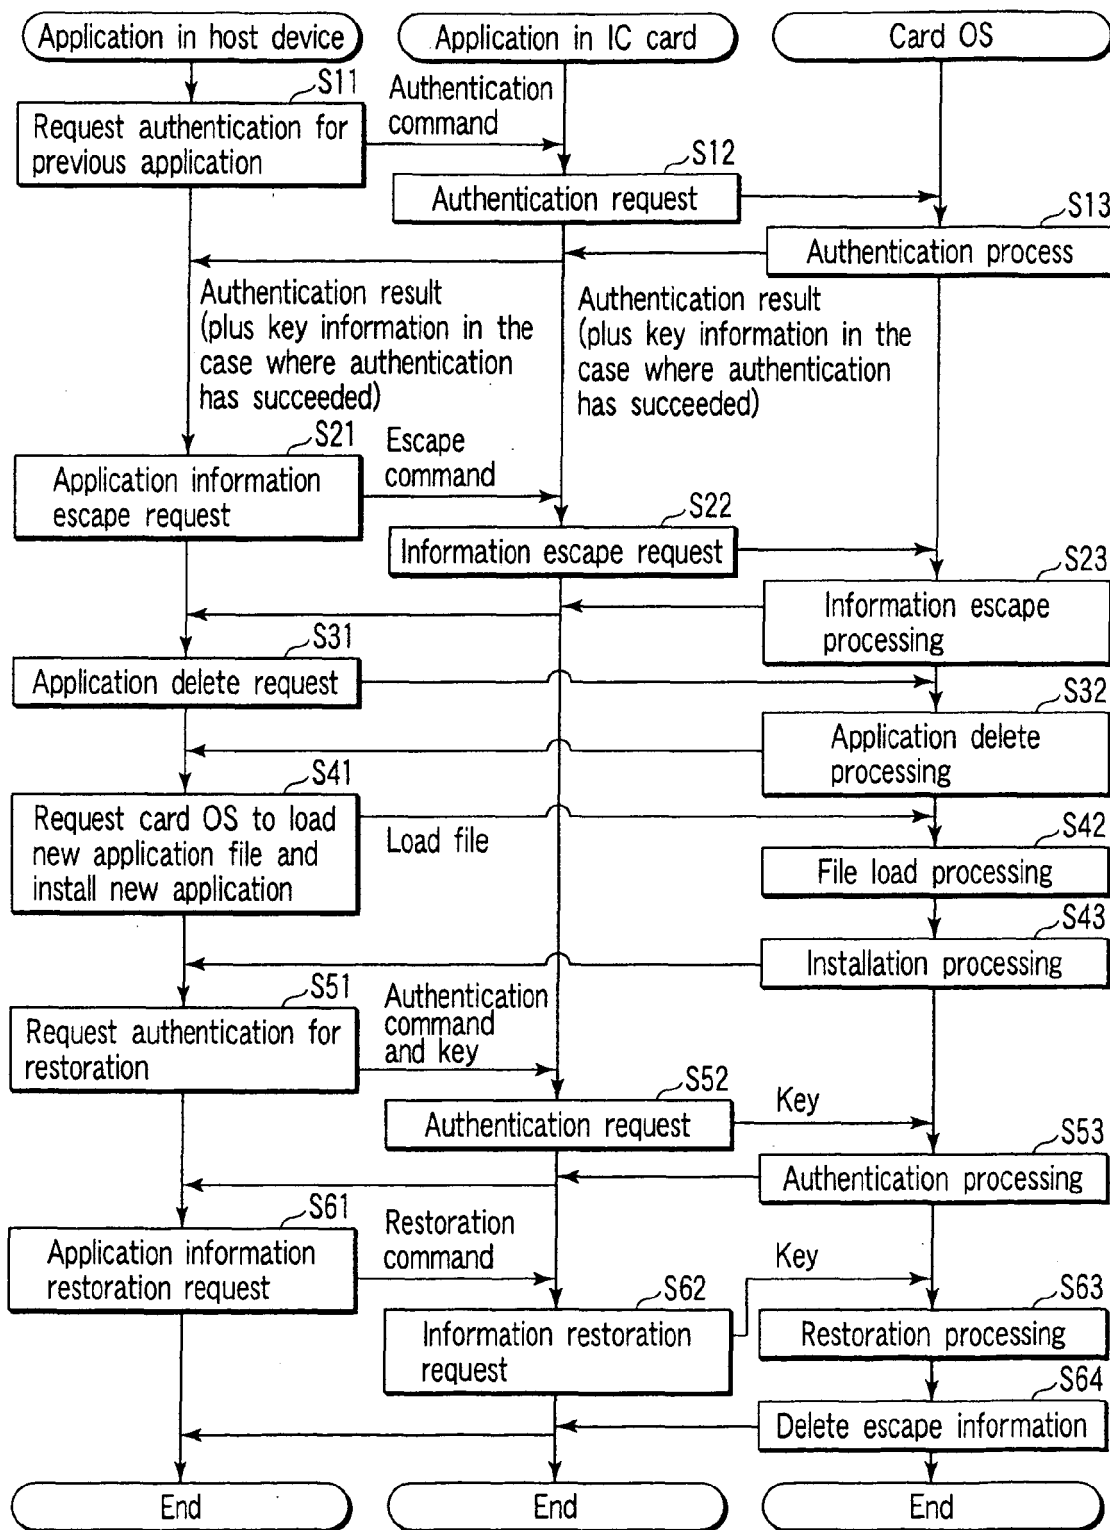 Application in host device
Application in IC card
Card OS
S11
Authentication
command
Request authentication for
previous application
S12
Authentication request
S13
Authentication process
Authentication result
(plus key information in the
case where authentication
has succeeded)
Authentication result
(plus key information in the
case where authentication
has succeeded)
S21
Escape
command
Application information
escape request
S22
Information escape request
S23
Information escape
processing
S31
Application delete request
S32
Application delete
processing
S41
Request card OS to load
new application file and
install new application
Load file
S42
File load processing
S43
Installation processing
S51
Authentication
command
and key
Request authentication for
restoration
S52
Authentication request
Key
S53
Authentication processing
S61
Restoration
command
Application information
restoration request
Key
S62
Information restoration
request
S63
Restoration processing
S64
Delete escape information
End
End
End